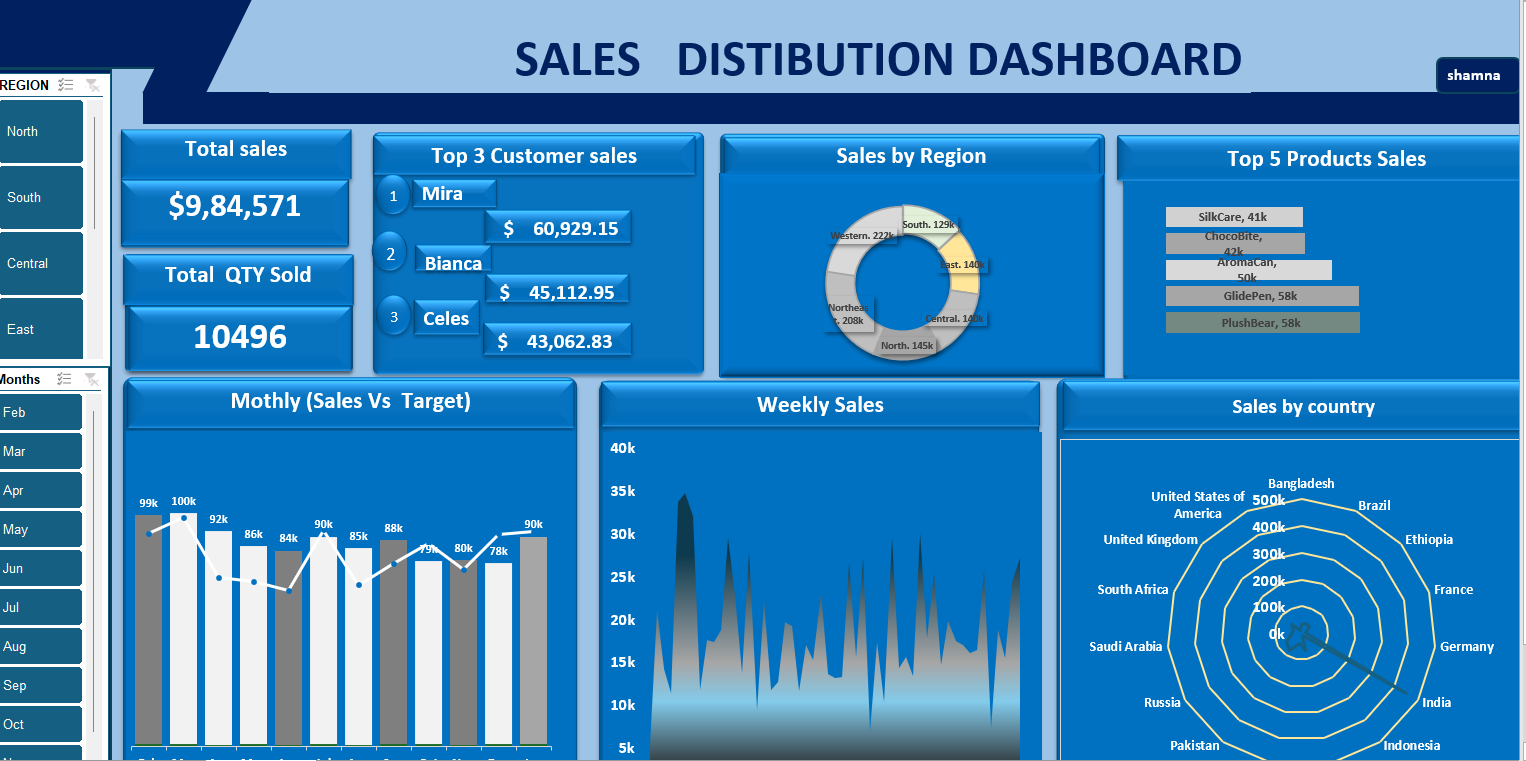 SALES DISTIBUTION DASHBOARD
shamna
REGION
North
South
Central
East
Months
Feb
Mar
Apr
May
Jun
Jul
Aug
Sep
Oct
Total sales
$9,84,571
Total QTY Sold
10496
Top 3 Customer sales
1
Mira
$ 60,929.15
2
Bianca
$ 45,112.95
3
Celes
$ 43,062.83
Sales by Region
South. 129k
East. 140k
Central. 140k
North. 145k
Northeas
t. 208k
Western. 222k
Top 5 Products Sales
SilkCare, 41k
ChocoBite,
42k
AromaCan,
50k
GlidePen, 58k
PlushBear, 58k
Mothly (Sales Vs Target)
99k
100k
92k
86k
84k
90k
85k
88k
79k
80k
78k
90k
Weekly Sales
40k
35k
30k
25k
20k
15k
10k
5k
Sales by country
Bangladesh
Brazil
Ethiopia
France
Germany
India
Indonesia
Pakistan
Russia
Saudi Arabia
South Africa
United Kingdom
United States of
America
500k
400k
300k
200k
100k
0k